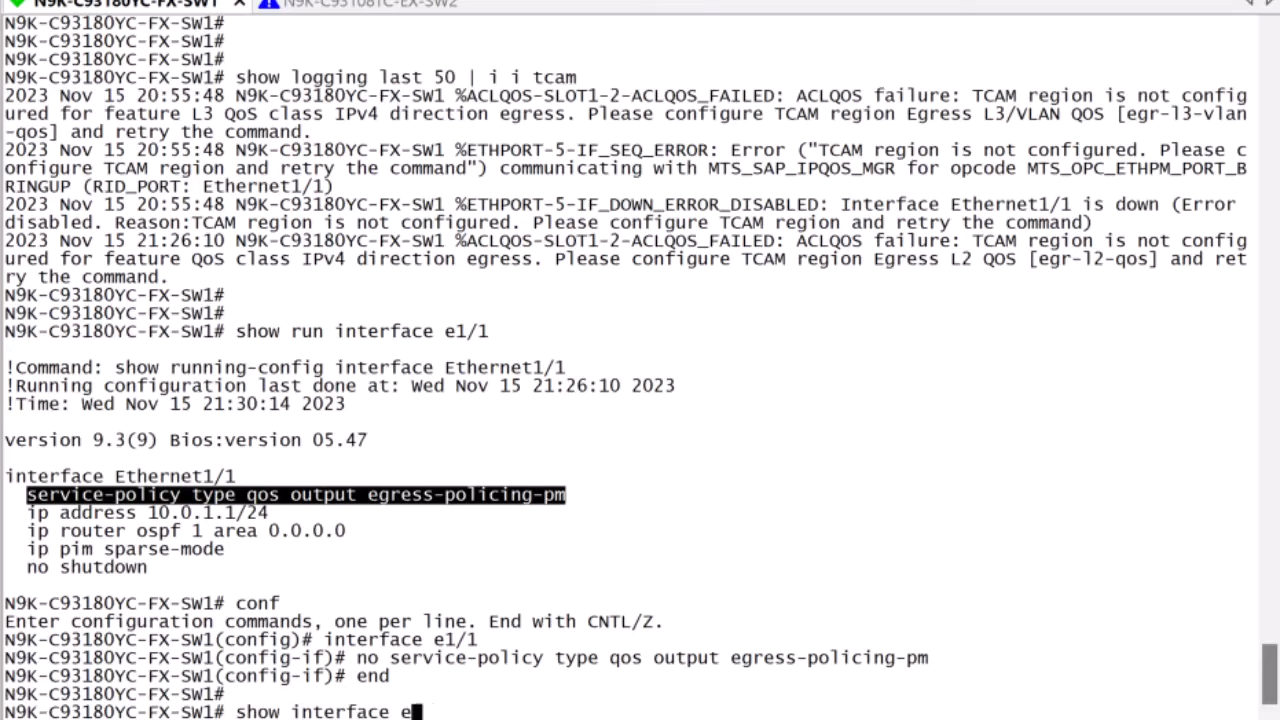 N9K-C93180YC-FX-SW1 N9K-C93108TC-EX-SW2
N9K-C93180YC-FX-SW1#
N9K-C93180YC-FX-SW1#
N9K-C93180YC-FX-SW1#
N9K-C93180YC-FX-SW1# show logging last 50 | i i tcam
2023 Nov 15 20:55:48 N9K-C93180YC-FX-SW1 %ACLQOS-SLOT1-2-ACLQOS_FAILED: ACLQOS failure: TCAM region is not config
ured for feature L3 QoS class IPv4 direction egress. Please configure TCAM region Egress L3/VLAN QOS [egr-l3-vlan
-qos] and retry the command.
2023 Nov 15 20:55:48 N9K-C93180YC-FX-SW1 %ETHPORT-5-IF_SEQ_ERROR: Error ("TCAM region is not configured. Please c
onfigure TCAM region and retry the command") communicating with MTS_SAP_IPQOS_MGR for opcode MTS_OPC_ETHPM_PORT_B
RINGUP (RID_PORT: Ethernet1/1)
2023 Nov 15 20:55:48 N9K-C93180YC-FX-SW1 %ETHPORT-5-IF_DOWN_ERROR_DISABLED: Interface Ethernet1/1 is down (Error
disabled. Reason:TCAM region is not configured. Please configure TCAM region and retry the command)
2023 Nov 15 21:26:10 N9K-C93180YC-FX-SW1 %ACLQOS-SLOT1-2-ACLQOS_FAILED: ACLQOS failure: TCAM region is not config
ured for feature QoS class IPv4 direction egress. Please configure TCAM region Egress L2 QOS [egr-l2-qos] and ret
ry the command.
N9K-C93180YC-FX-SW1#
N9K-C93180YC-FX-SW1#
N9K-C93180YC-FX-SW1# show run interface e1/1
!Command: show running-config interface Ethernet1/1
!Running configuration last done at: Wed Nov 15 21:26:10 2023
!Time: Wed Nov 15 21:30:14 2023
version 9.3(9) Bios:version 05.47
interface Ethernet1/1
service-policy type qos output egress-policing-pm
ip address 10.0.1.1/24
ip router ospf 1 area 0.0.0.0
ip pim sparse-mode
no shutdown
N9K-C93180YC-FX-SW1# conf
Enter configuration commands, one per line. End with CNTL/Z.
N9K-C93180YC-FX-SW1(config)# interface e1/1
N9K-C93180YC-FX-SW1(config-if)# no service-policy type qos output egress-policing-pm
N9K-C93180YC-FX-SW1(config-if)# end
N9K-C93180YC-FX-SW1#
N9K-C93180YC-FX-SW1# show interface e